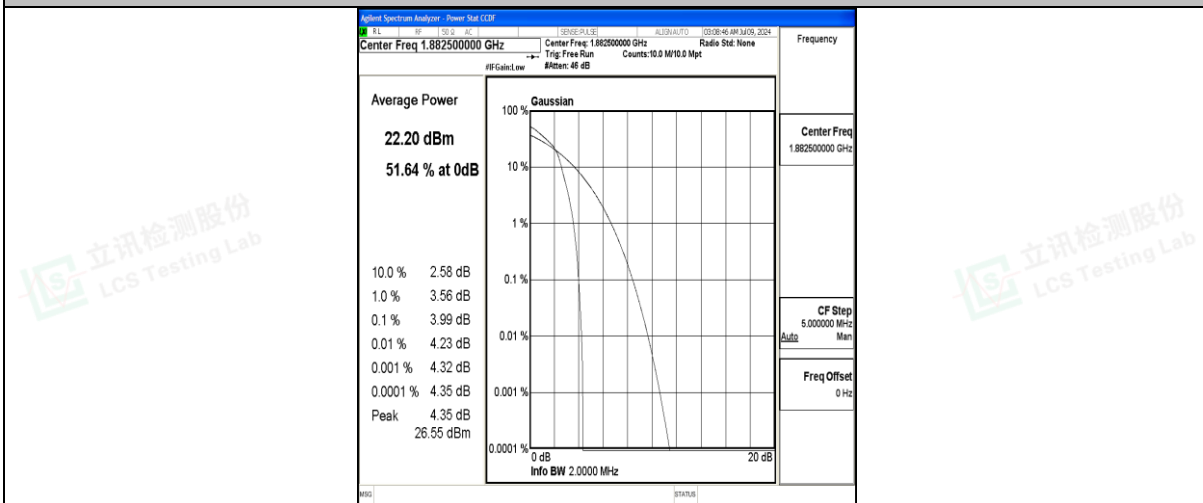 Agilent Spectrum Analyzer - Power Stat CCDF
RL RF 50 Ω AC SENSE:PULSE ALIGN AUTO 03:08:46 AM Jul 09, 2024
Center Freq 1.882500000 GHz
Center Freq: 1.882500000 GHz Radio Std: None
Trig: Free Run Counts:10.0 M/10.0 Mpt
#IFGain:Low #Atten: 46 dB
Frequency
Average Power
22.20 dBm
51.64 % at 0dB
10.0 % 2.58 dB
1.0 % 3.56 dB
0.1 % 3.99 dB
0.01 % 4.23 dB
0.001 % 4.32 dB
0.0001 % 4.35 dB
Peak 4.35 dB
26.55 dBm
Gaussian
100 %
10 %
1 %
0.1 %
0.01 %
0.001 %
0.0001 %
0 dB 20 dB
Info BW 2.0000 MHz
Center Freq
1.882500000 GHz
CF Step
5.000000 MHz
Auto Man
Freq Offset
0 Hz
MSG STATUS
立讯检测股份
LCS Testing Lab
立讯检测股份
LCS Testing Lab